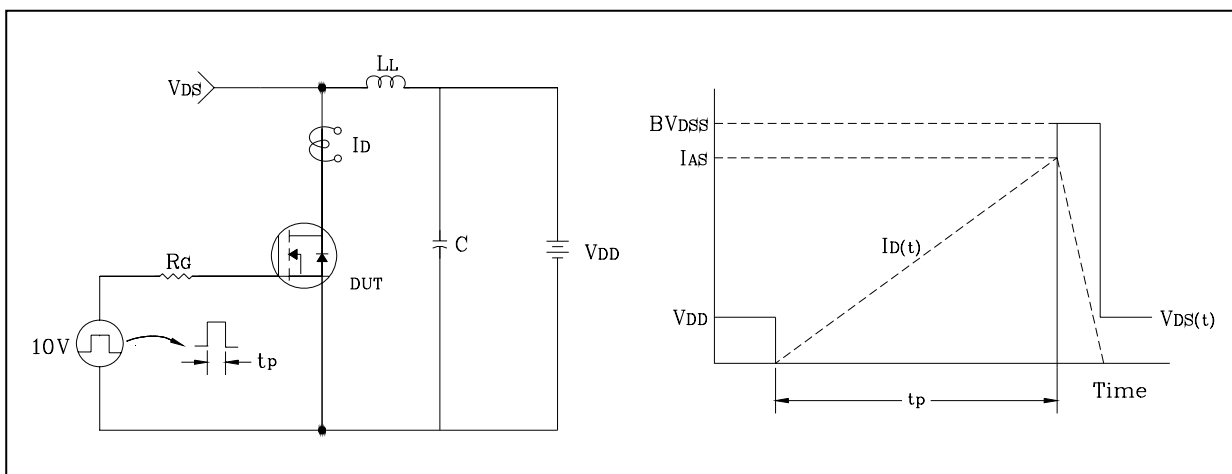 LL
VDS
ID
RG
C
VDD
DUT
10V
tp
BVDSS
IAS
ID(t)
VDD
VDS(t)
Time
tp